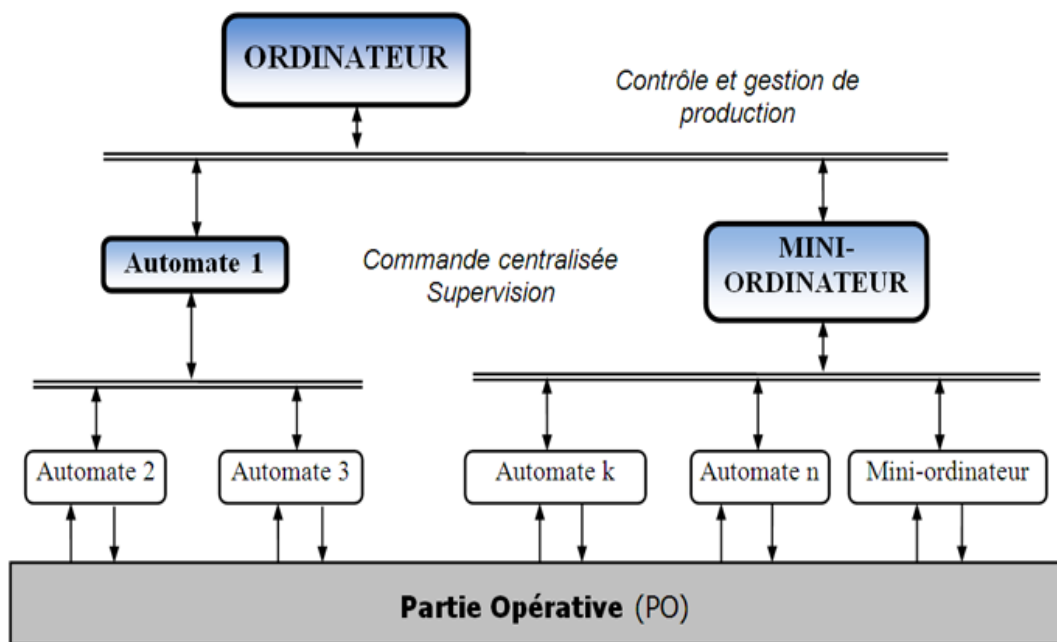 ORDINATEUR
Contrôle et gestion de
production
Automate 1
Commande centralisée
Supervision
MINI-
ORDINATEUR
Automate 2
Automate 3
Automate k
Automate n
Mini-ordinateur
Partie Opérative (PO)